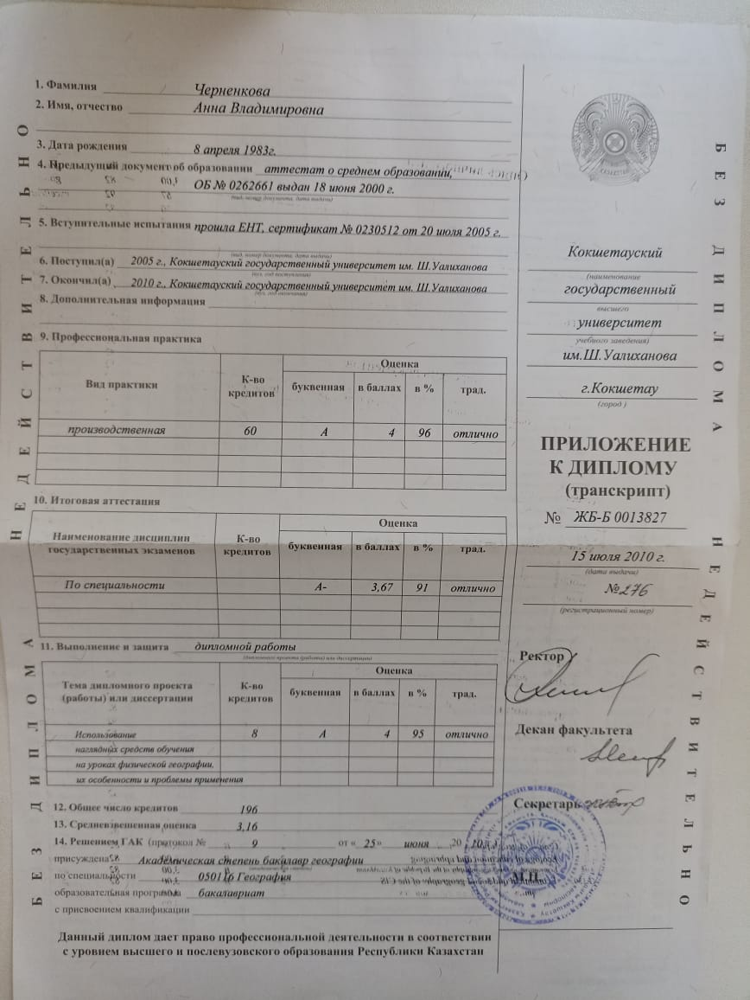 БЕЗ ДИПЛОМА НЕДЕЙСТВИТЕЛЬНО
1. Фамилия Черненкова
2. Имя, отчество Анна Владимировна
3. Дата рождения 8 апреля 1983г.
4. Предыдущий документ об образовании аттестат о среднем образовании,
ОБ № 0262661 выдан 18 июня 2000 г.
(вид, номер документа, дата выдачи)
5. Вступительные испытания прошла ЕНТ, сертификат № 0230512 от 20 июля 2005 г.
(вид, номер документа, дата выдачи)
6. Поступил(а) 2005 г., Кокшетауский государственный университет им. Ш.Уалиханова
(вуз, год поступления)
7. Окончил(а) 2010 г., Кокшетауский государственный университет им. Ш.Уалиханова
(вуз, год окончания)
8. Дополнительная информация
9. Профессиональная практика
Вид практики К-во кредитов Оценка
буквенная в баллах в % трад.
производственная 60 А 4 96 отлично
10. Итоговая аттестация
Наименование дисциплин государственных экзаменов К-во кредитов Оценка
буквенная в баллах в % трад.
По специальности А- 3,67 91 отлично
11. Выполнение и защита дипломной работы
(дипломного проекта (работы) или диссертации)
Тема дипломного проекта (работы) или диссертации К-во кредитов Оценка
буквенная в баллах в % трад.
Использование 8 А 4 95 отлично
наглядных средств обучения
на уроках физической географии,
их особенности и проблемы применения
12. Общее число кредитов 196
13. Средневзвешенная оценка 3,16
14. Решением ГАК (протокол № 9 от « 25» июня 20 10
присуждена Академическая степень бакалавр географии
по специальности 050116 География
образовательная программа бакалавриат
с присвоением квалификации
Данный диплом дает право профессиональной деятельности в соответствии
с уровнем высшего и послевузовского образования Республики Казахстан
ҚАЗАҚСТАН
Кокшетауский
(наименование
государственный
высшего
университет
учебного заведения)
им.Ш.Уалиханова
г.Кокшетау
(город)
ПРИЛОЖЕНИЕ
К ДИПЛОМУ
(транскрипт)
№ ЖБ-Б 0013827
15 июля 2010 г.
(дата выдачи)
№276
(регистрационный номер)
Ректор
Декан факультета
Секретарь
М.П.
БЕЗ ДИПЛОМА НЕДЕЙСТВИТЕЛЬНО